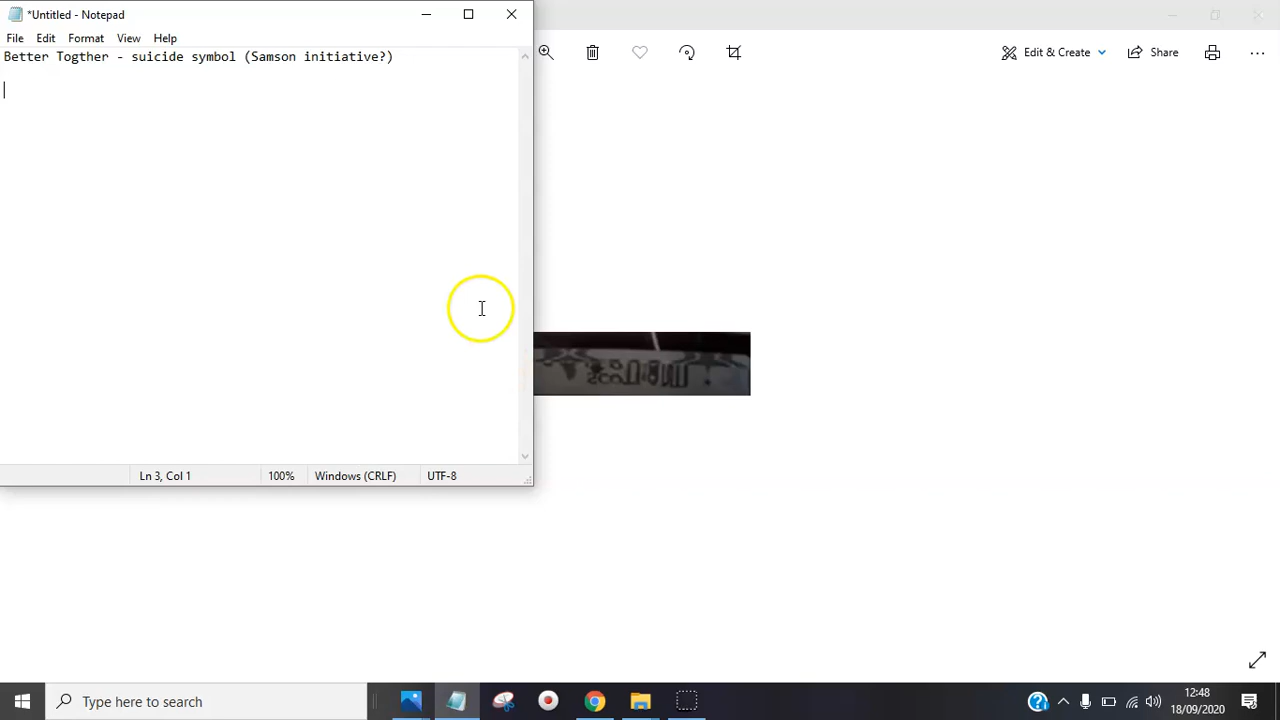 *Untitled - Notepad
File Edit Format View Help
Edit & Create Share
Better Togther - suicide symbol (Samson initiative?)
Ln 3, Col 1 100% Windows (CRLF) UTF-8
Type here to search
12:48
18/09/2020